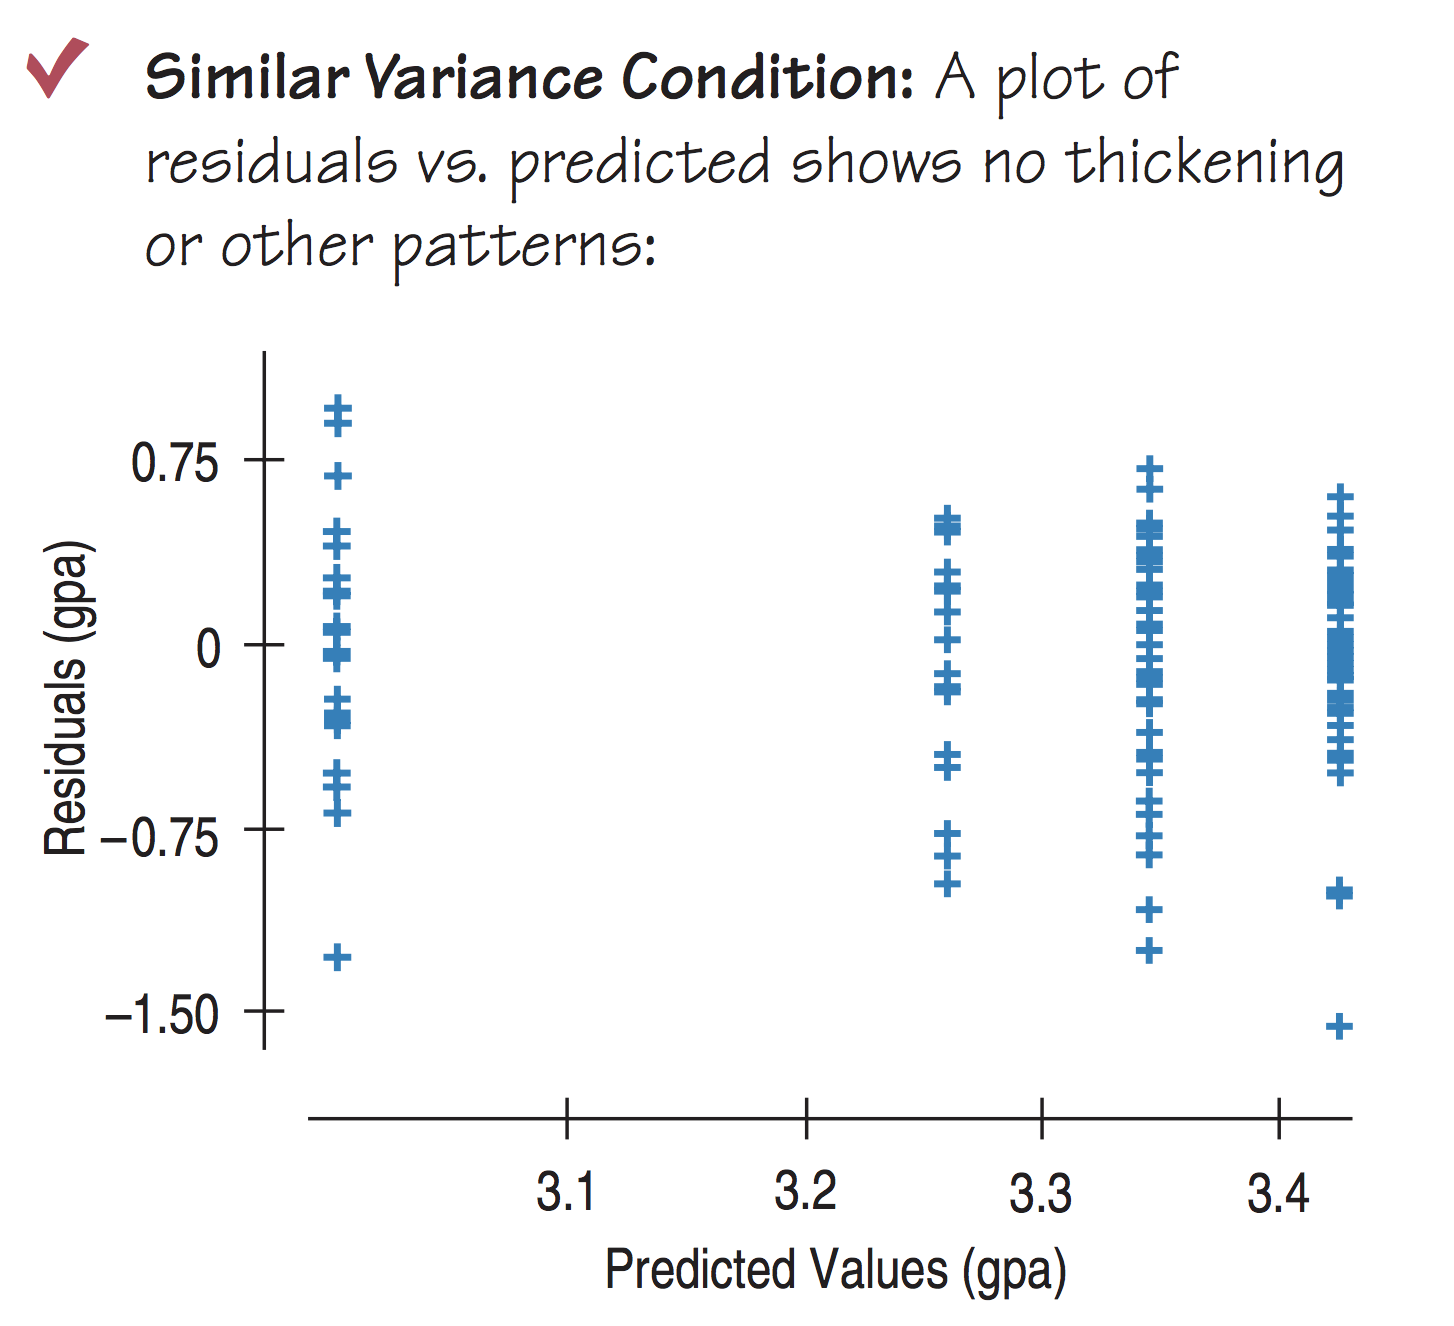 Similar Variance Condition: A plot of
residuals vs. predicted shows no thickening
or other patterns:
0.75
0
−0.75
−1.50
Residuals (gpa)
3.1 3.2 3.3 3.4
Predicted Values (gpa)